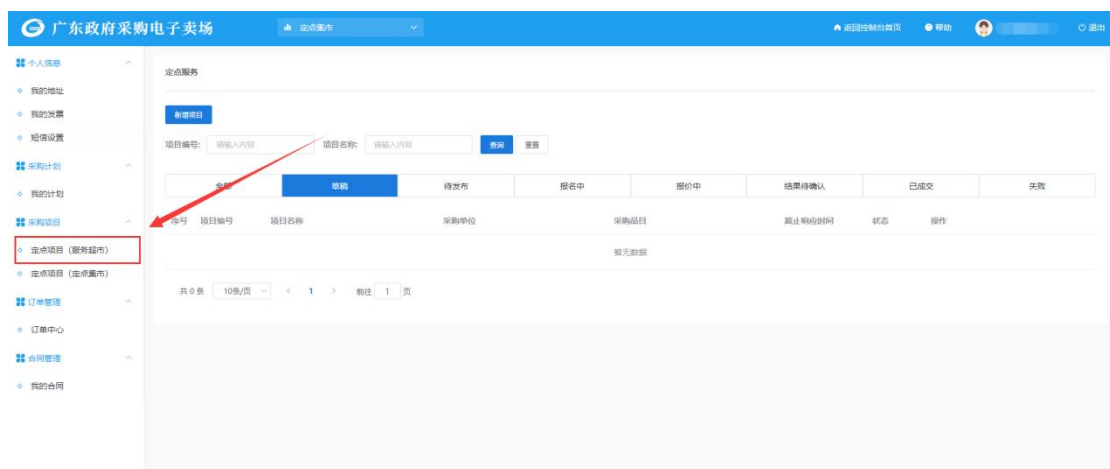 广东政府采购电子卖场
定点集市
返回控制台首页
帮助
退出
个人信息
我的地址
我的发票
短信设置
采购计划
我的计划
采购项目
定点项目（服务超市）
定点项目（定点集市）
订单管理
订单中心
合同管理
我的合同
定点服务
新增项目
项目编号: 请输入内容 项目名称: 请输入内容 查询 重置
全部 草稿 待发布 报名中 报价中 结果待确认 已成交 失败
序号 项目编号 项目名称 采购单位 采购品目 截止响应时间 状态 操作
暂无数据
共 0 条 10条/页 < 1 > 前往 1 页